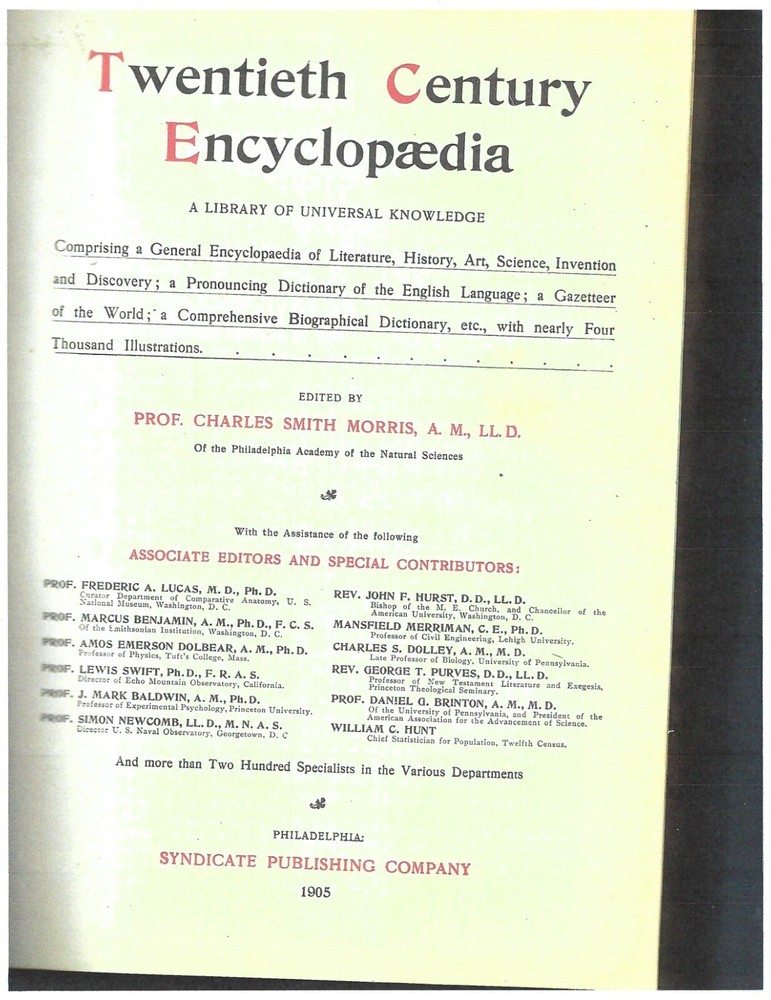 Twentieth Century
Encyclopædia
A LIBRARY OF UNIVERSAL KNOWLEDGE
Comprising a General Encyclopaedia of Literature, History, Art, Science, Invention
and Discovery; a Pronouncing Dictionary of the English Language; a Gazetteer
of the World; a Comprehensive Biographical Dictionary, etc., with nearly Four
Thousand Illustrations. . . . . . . . . . . . .
EDITED BY
PROF. CHARLES SMITH MORRIS, A. M., LL. D.
Of the Philadelphia Academy of the Natural Sciences
With the Assistance of the following
ASSOCIATE EDITORS AND SPECIAL CONTRIBUTORS:
PROF. FREDERIC A. LUCAS, M. D., Ph. D.
Curator Department of Comparative Anatomy, U. S.
National Museum, Washington, D. C.
PROF. MARCUS BENJAMIN, A. M., Ph. D., F. C. S.
Of the Smithsonian Institution, Washington, D. C.
PROF. AMOS EMERSON DOLBEAR, A. M., Ph. D.
Professor of Physics, Tuft's College, Mass.
PROF. LEWIS SWIFT, Ph. D., F. R. A. S.
Director of Echo Mountain Observatory, California.
PROF. J. MARK BALDWIN, A. M., Ph. D.
Professor of Experimental Psychology, Princeton University.
PROF. SIMON NEWCOMB, LL. D., M. N. A. S.
Director U. S. Naval Observatory, Georgetown, D. C
REV. JOHN F. HURST, D. D., LL. D.
Bishop of the M. E. Church, and Chancellor of the
American University, Washington, D. C.
MANSFIELD MERRIMAN, C. E., Ph. D.
Professor of Civil Engineering, Lehigh University.
CHARLES S. DOLLEY, A. M., M. D.
Late Professor of Biology, University of Pennsylvania.
REV. GEORGE T. PURVES, D. D., LL. D.
Professor of New Testament Literature and Exegesis,
Princeton Theological Seminary.
PROF. DANIEL G. BRINTON, A. M., M. D.
Of the University of Pennsylvania, and President of the
American Association for the Advancement of Science.
WILLIAM C. HUNT
Chief Statistician for Population, Twelfth Census.
And more than Two Hundred Specialists in the Various Departments
PHILADELPHIA:
SYNDICATE PUBLISHING COMPANY
1905